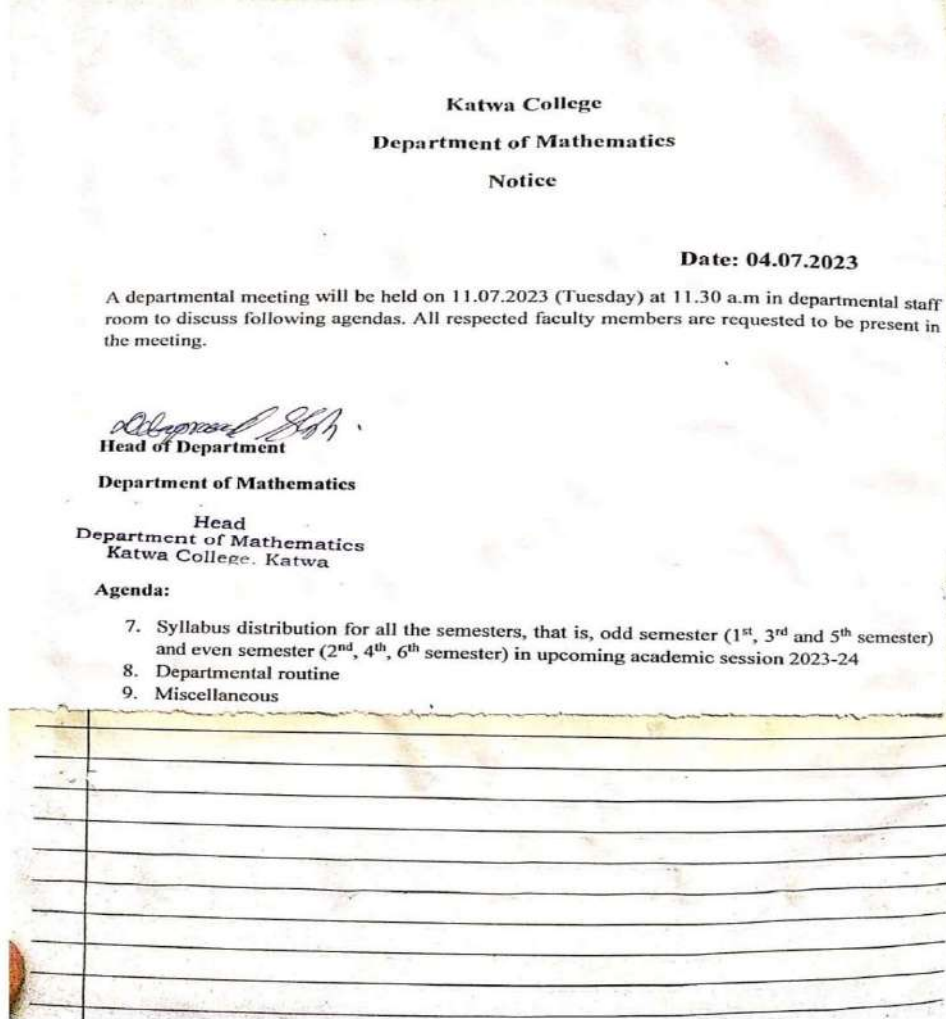 Katwa College
Department of Mathematics
Notice
Date: 04.07.2023
A departmental meeting will be held on 11.07.2023 (Tuesday) at 11.30 a.m in departmental staff
room to discuss following agendas. All respected faculty members are requested to be present in
the meeting.
Head of Department
Department of Mathematics
Head
Department of Mathematics
Katwa College. Katwa
Agenda:
7. Syllabus distribution for all the semesters, that is, odd semester (1st, 3rd and 5th semester)
and even semester (2nd, 4th, 6th semester) in upcoming academic session 2023-24
8. Departmental routine
9. Miscellaneous